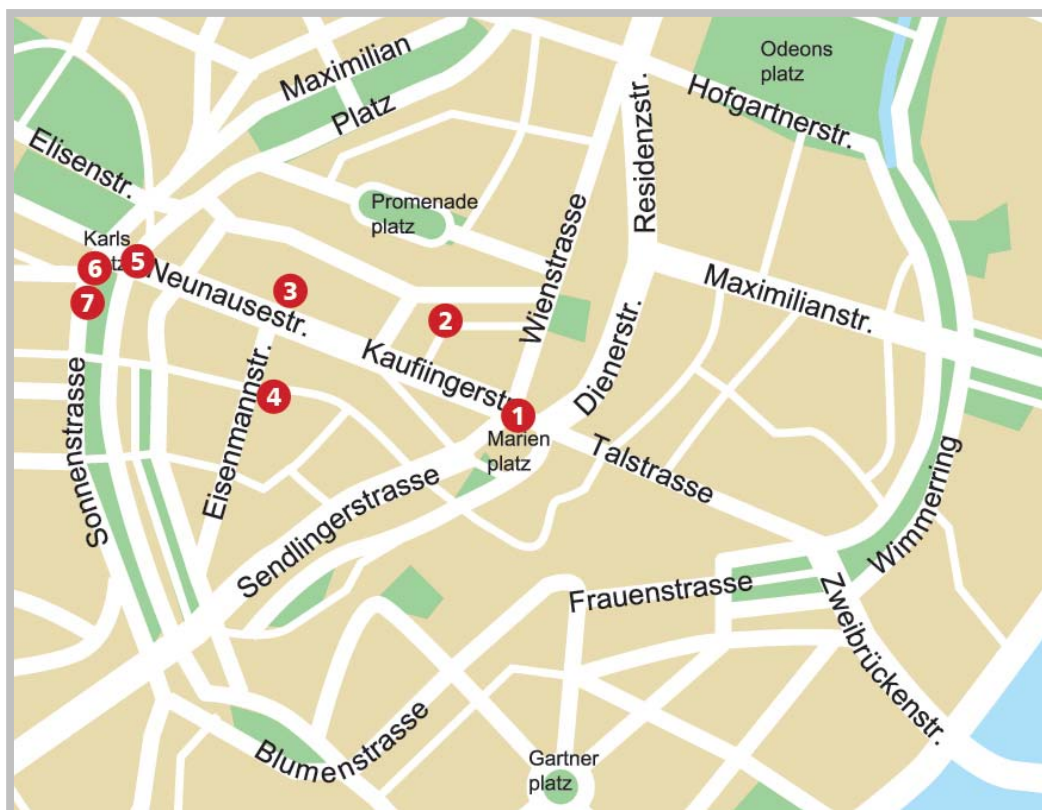 Odeons
platz
Maximilian
Platz
Hofgartnerstr.
Residenzstr.
Elisenstr.
Promenade
platz
Wienstrasse
Karls
tz
6
5
7
Neunausestr.
3
2
Maximilianstr.
Kaufiingerstr
Dienerstr.
Eisenmannstr.
4
1
Marien
platz
Talstrasse
Sonnenstrasse
Sendlingerstrasse
Wimmerring
Frauenstrasse
Zweibrückenstr.
Blumenstrasse
Gartner
platz